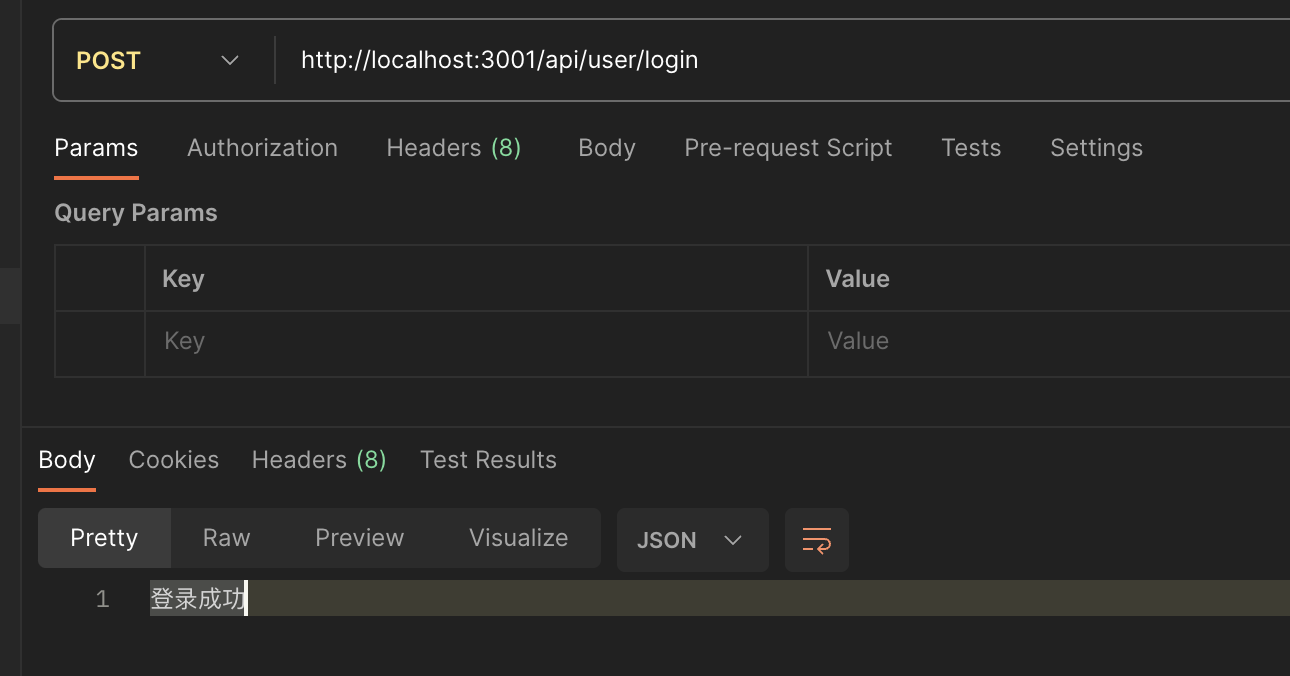 POST http://localhost:3001/api/user/login
Params Authorization Headers (8) Body Pre-request Script Tests Settings
Query Params
Key Value
Key Value
Body Cookies Headers (8) Test Results
Pretty Raw Preview Visualize JSON
1 登录成功